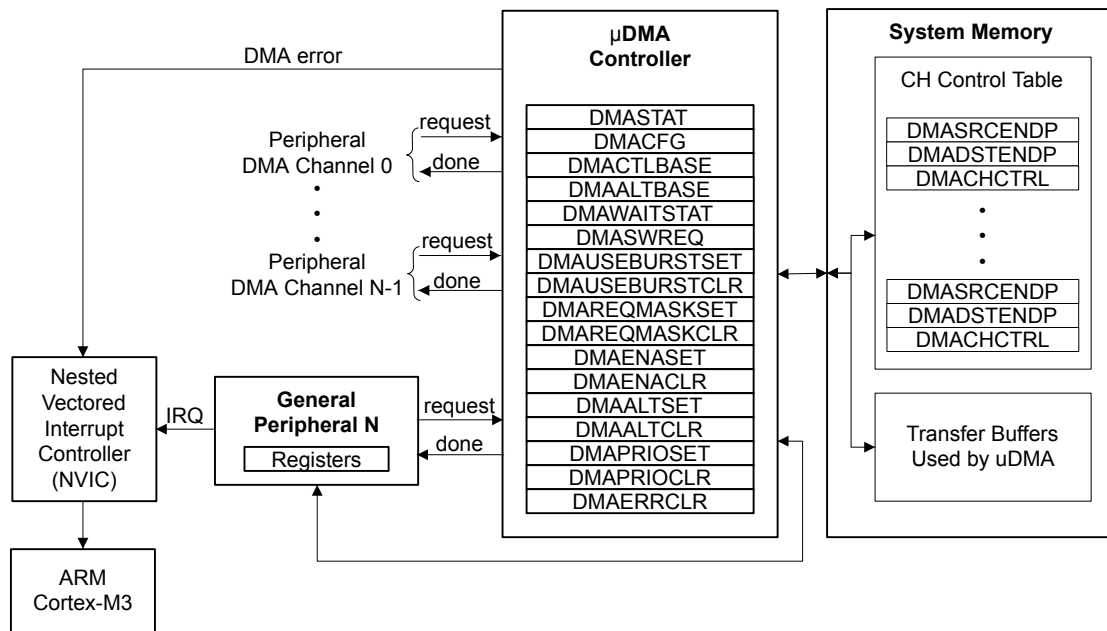 DMA error
request
Peripheral
DMA Channel 0
done
•
•
•
request
Peripheral
DMA Channel N-1
done
Nested
Vectored
Interrupt
Controller
(NVIC)
IRQ
General
Peripheral N
Registers
request
done
ARM
Cortex-M3
µDMA
Controller
DMASTAT
DMACFG
DMACTLBASE
DMAALTBASE
DMAWAITSTAT
DMASWREQ
DMAUSEBURSTSET
DMAUSEBURSTCLR
DMAREQMASKSET
DMAREQMASKCLR
DMAENASET
DMAENACLR
DMAALTSET
DMAALTCLR
DMAPRIOSET
DMAPRIOCLR
DMAERRCLR
System Memory
CH Control Table
DMASRCENDP
DMADSTENDP
DMACHCTRL
•
•
•
DMASRCENDP
DMADSTENDP
DMACHCTRL
Transfer Buffers
Used by uDMA